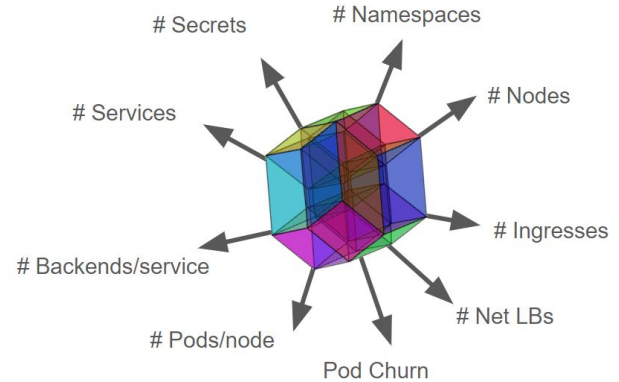 # Namespaces
# Secrets
# Nodes
# Services
# Ingresses
# Backends/service
# Net LBs
# Pods/node
Pod Churn